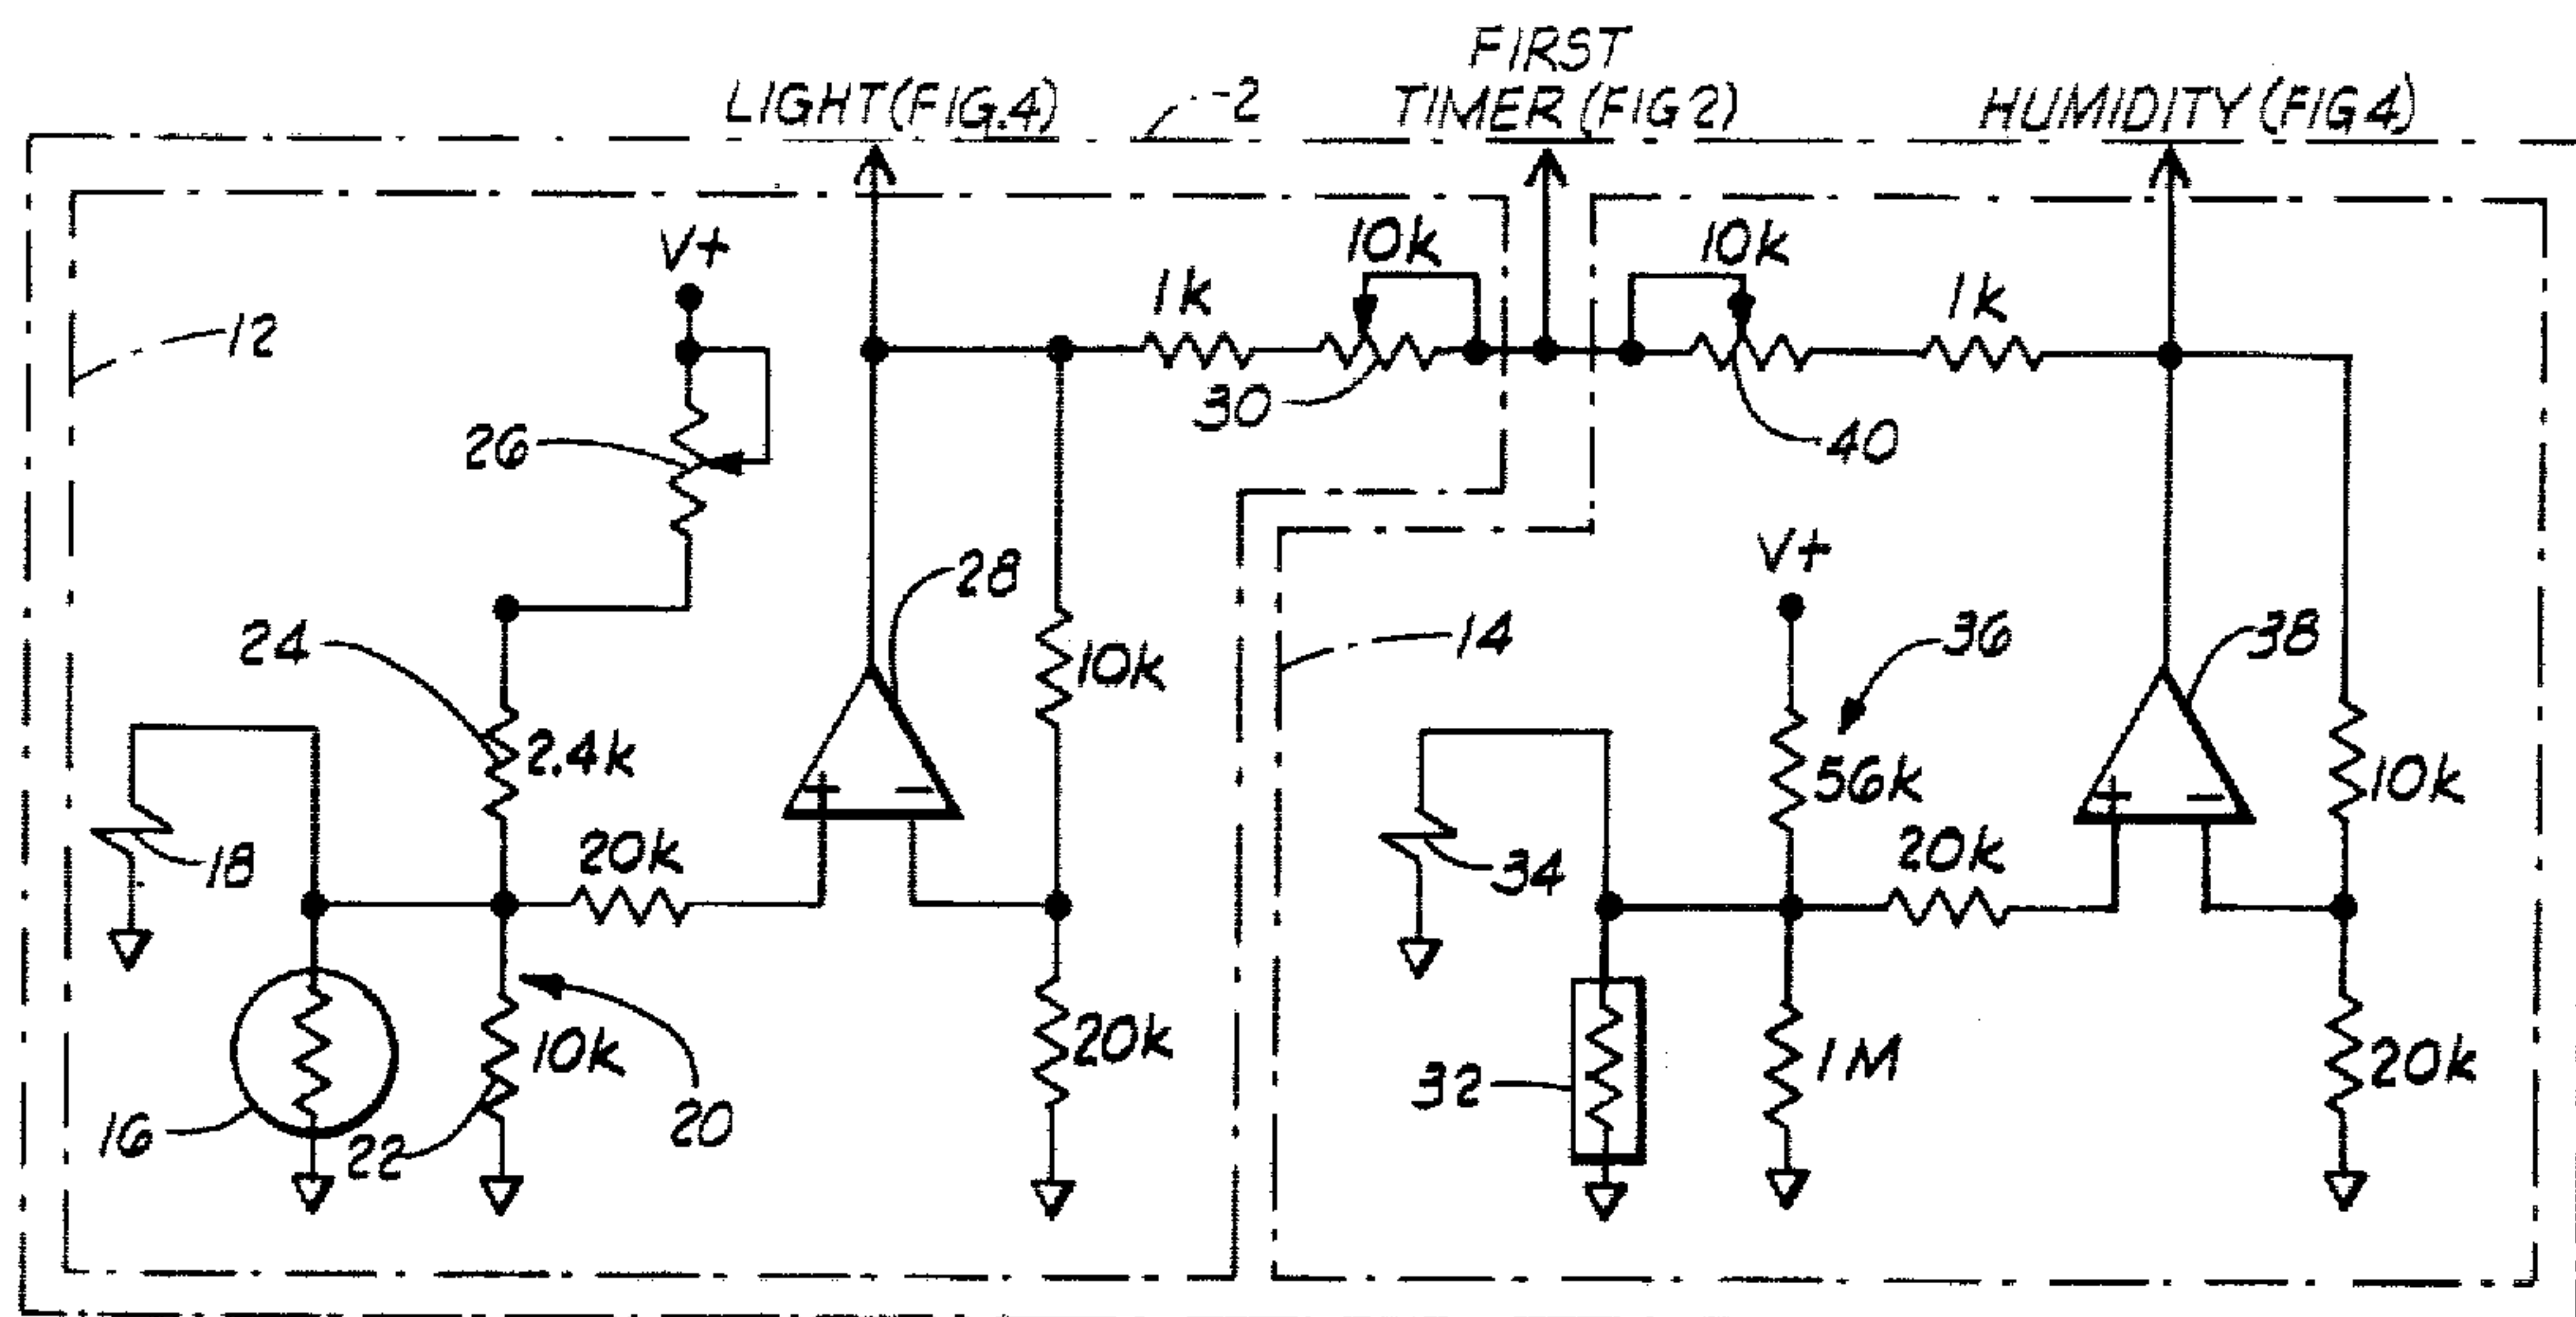 FIRST
LIGHT (FIG.4)
2
TIMER (FIG 2)
HUMIDITY (FIG 4)
V+
10k
10k
1k
1k
12
30
40
26
V+
28
24
14
36
38
10k
2.4k
56k
10k
20k
20k
18
34
+
−
+
−
10k
20k
1M
20k
32
16
22
20